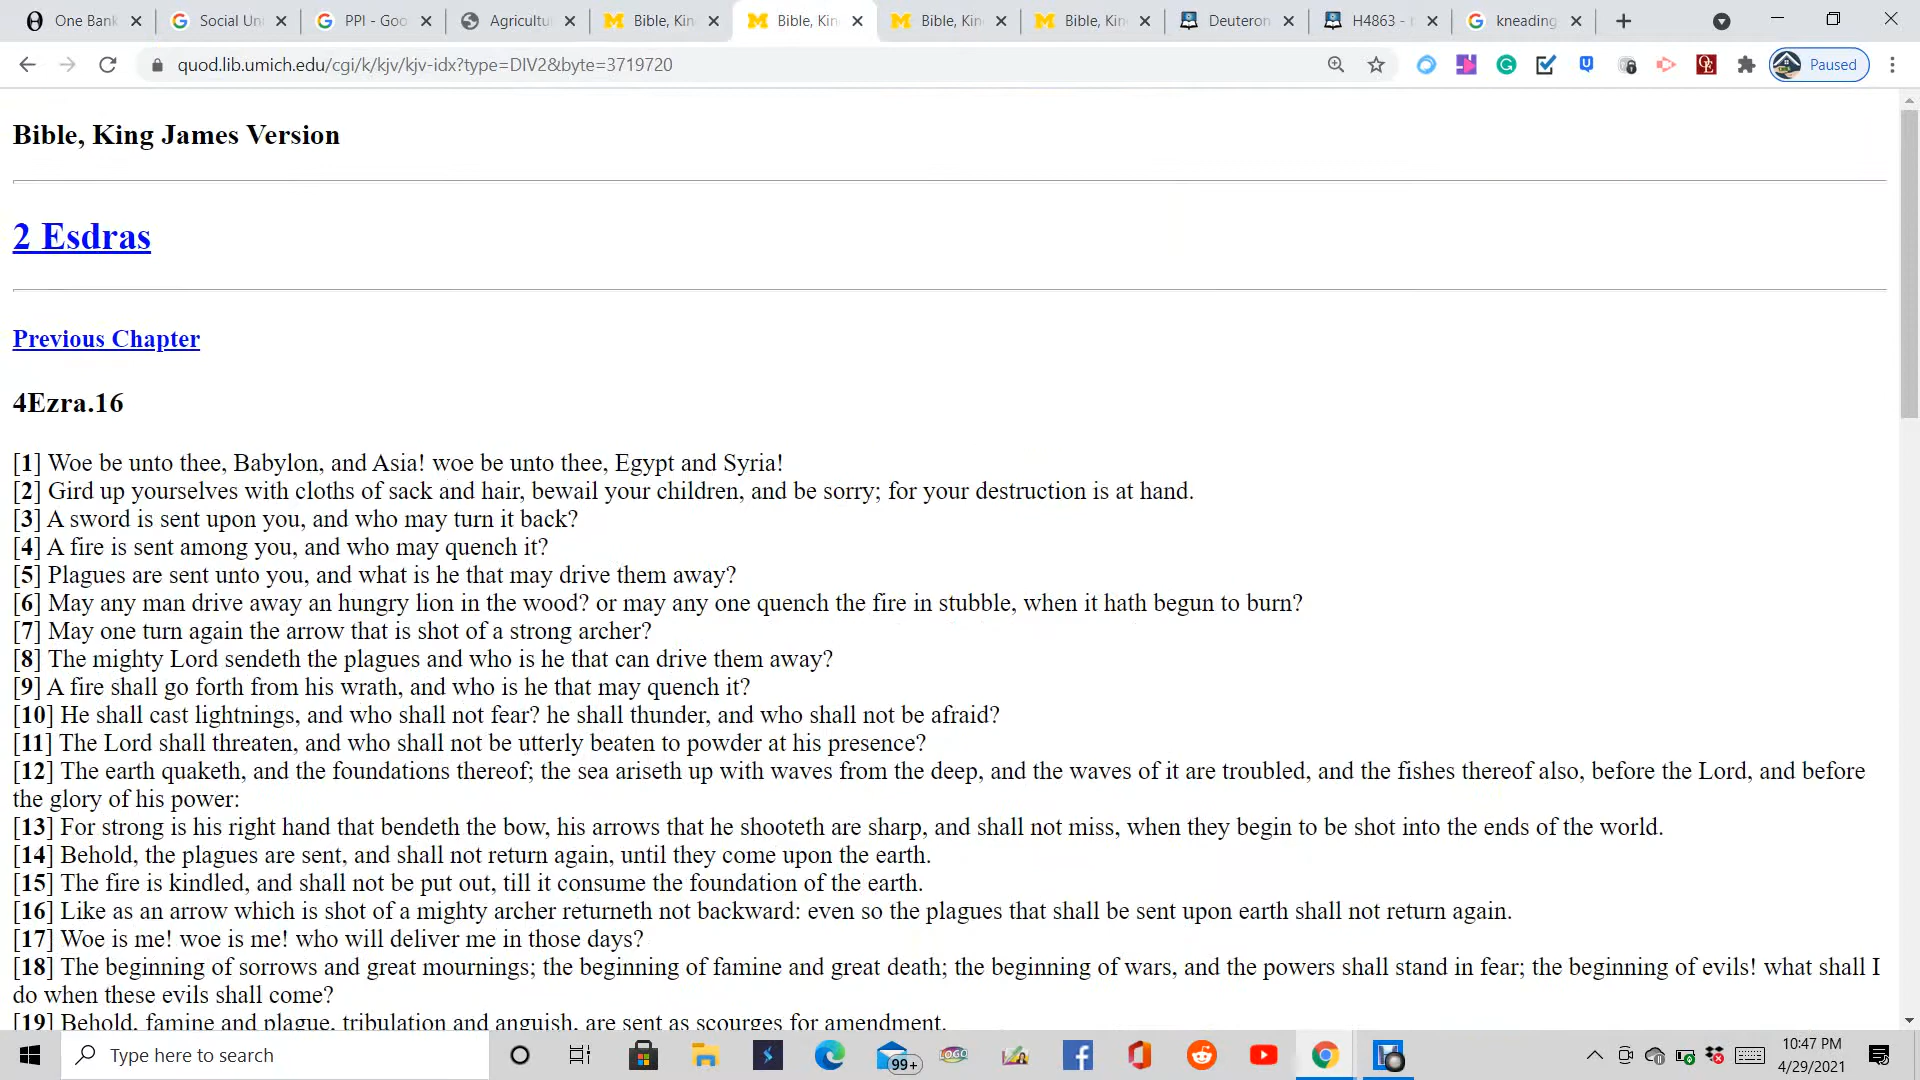 One Bank
Social Un
PPI - Goo
Agricultu
Bible, Kin
Bible, Kin
Bible, Kin
Bible, Kin
Deuteron
H4863 -
kneading
quod.lib.umich.edu/cgi/k/kjv/kjv-idx?type=DIV2&byte=3719720
Paused
Bible, King James Version
2 Esdras
Previous Chapter
4Ezra.16
[1] Woe be unto thee, Babylon, and Asia! woe be unto thee, Egypt and Syria!
[2] Gird up yourselves with cloths of sack and hair, bewail your children, and be sorry; for your destruction is at hand.
[3] A sword is sent upon you, and who may turn it back?
[4] A fire is sent among you, and who may quench it?
[5] Plagues are sent unto you, and what is he that may drive them away?
[6] May any man drive away an hungry lion in the wood? or may any one quench the fire in stubble, when it hath begun to burn?
[7] May one turn again the arrow that is shot of a strong archer?
[8] The mighty Lord sendeth the plagues and who is he that can drive them away?
[9] A fire shall go forth from his wrath, and who is he that may quench it?
[10] He shall cast lightnings, and who shall not fear? he shall thunder, and who shall not be afraid?
[11] The Lord shall threaten, and who shall not be utterly beaten to powder at his presence?
[12] The earth quaketh, and the foundations thereof; the sea ariseth up with waves from the deep, and the waves of it are troubled, and the fishes thereof also, before the Lord, and before
the glory of his power:
[13] For strong is his right hand that bendeth the bow, his arrows that he shooteth are sharp, and shall not miss, when they begin to be shot into the ends of the world.
[14] Behold, the plagues are sent, and shall not return again, until they come upon the earth.
[15] The fire is kindled, and shall not be put out, till it consume the foundation of the earth.
[16] Like as an arrow which is shot of a mighty archer returneth not backward: even so the plagues that shall be sent upon earth shall not return again.
[17] Woe is me! woe is me! who will deliver me in those days?
[18] The beginning of sorrows and great mournings; the beginning of famine and great death; the beginning of wars, and the powers shall stand in fear; the beginning of evils! what shall I
do when these evils shall come?
[19] Behold, famine and plague, tribulation and anguish, are sent as scourges for amendment.
Type here to search
99+
LOGO
10:47 PM
4/29/2021